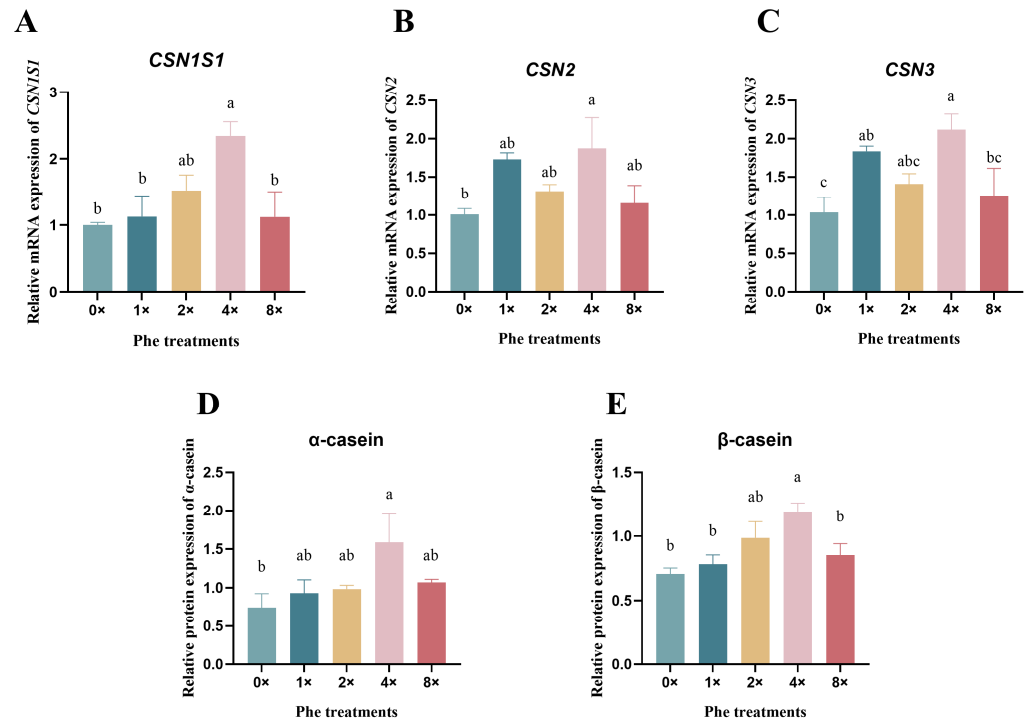 A
CSN1S1
Relative mRNA expression of CSN1S1
3
2
1
0
b
b
ab
a
b
0×
1×
2×
4×
8×
Phe treatments
B
CSN2
Relative mRNA expression of CSN2
2.5
2.0
1.5
1.0
0.5
0.0
b
ab
ab
a
ab
0×
1×
2×
4×
8×
Phe treatments
C
CSN3
Relative mRNA expression of CSN3
2.5
2.0
1.5
1.0
0.5
0.0
c
ab
abc
a
bc
0×
1×
2×
4×
8×
Phe treatments
D
α-casein
Relative protein expression of α-casein
2.5
2.0
1.5
1.0
0.5
0.0
b
ab
ab
a
ab
0×
1×
2×
4×
8×
Phe treatments
E
β-casein
Relative protein expression of β-casein
1.5
1.0
0.5
0.0
b
b
ab
a
b
0×
1×
2×
4×
8×
Phe treatments